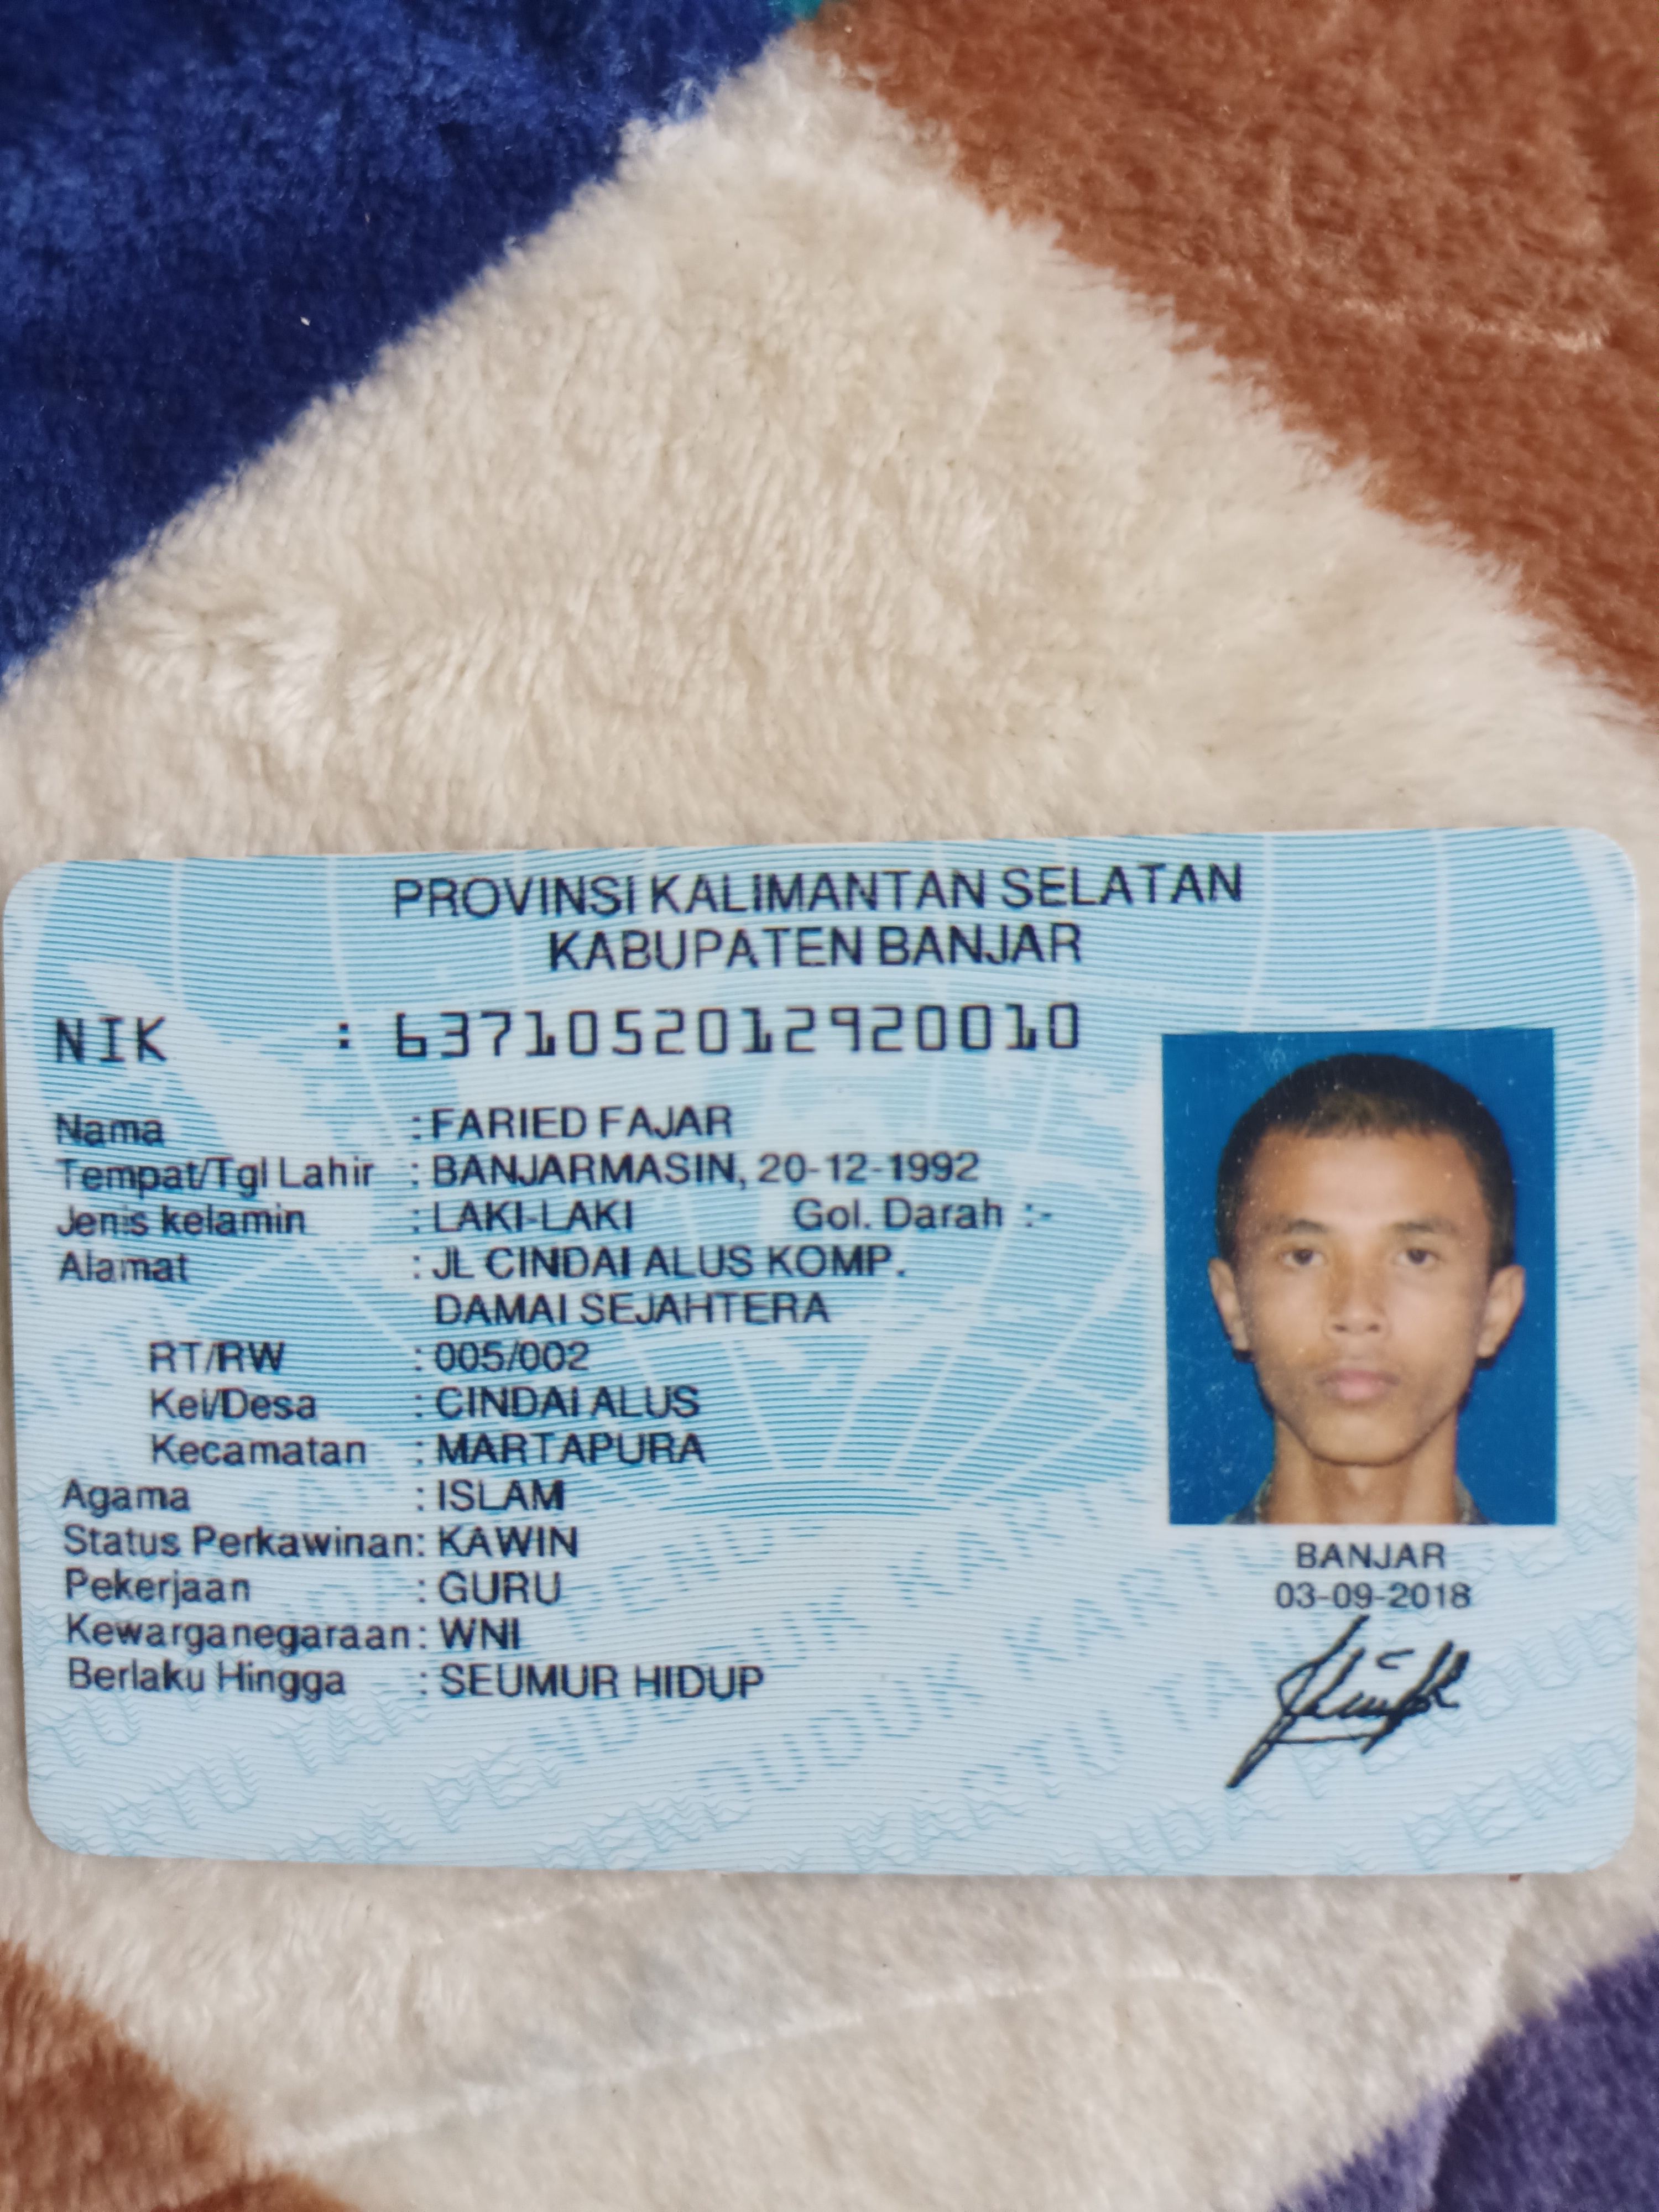 PROVINSI KALIMANTAN SELATAN
KABUPATEN BANJAR
NIK : 6371052012920010
Nama : FARIED FAJAR
Tempat/Tgl Lahir : BANJARMASIN, 20-12-1992
Jenis kelamin : LAKI-LAKI Gol. Darah :-
Alamat : JL CINDAI ALUS KOMP.
DAMAI SEJAHTERA
RT/RW : 005/002
Kel/Desa : CINDAI ALUS
Kecamatan : MARTAPURA
Agama : ISLAM
Status Perkawinan: KAWIN
Pekerjaan : GURU
Kewarganegaraan: WNI
Berlaku Hingga : SEUMUR HIDUP
BANJAR
03-09-2018